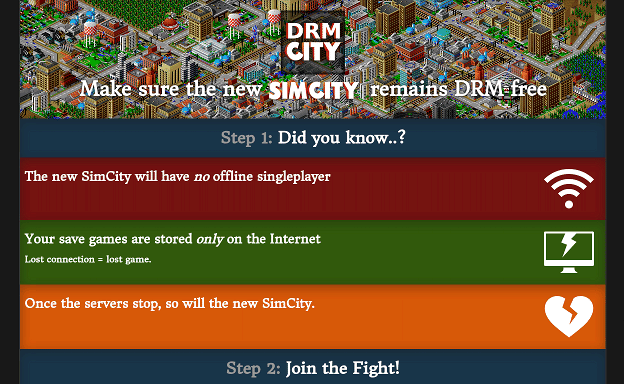 DRM
CITY
Make sure the new SIMCITY remains DRM-free
Step 1: Did you know..?
The new SimCity will have no offline singleplayer
Your save games are stored only on the Internet
Lost connection = lost game.
Once the servers stop, so will the new SimCity.
Step 2: Join the Fight!